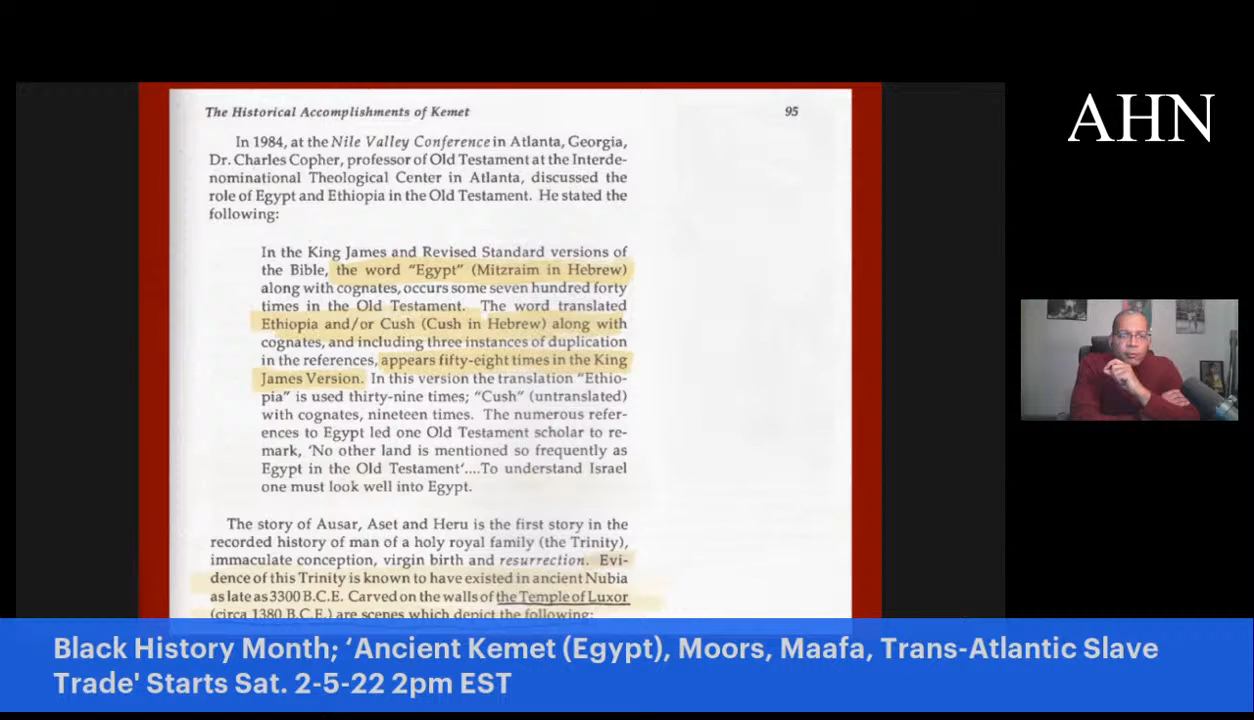 The Historical Accomplishments of Kemet 95
In 1984, at the Nile Valley Conference in Atlanta, Georgia,
Dr. Charles Copher, professor of Old Testament at the Interde-
nominational Theological Center in Atlanta, discussed the
role of Egypt and Ethiopia in the Old Testament. He stated the
following:
In the King James and Revised Standard versions of
the Bible, the word “Egypt” (Mitzraim in Hebrew)
along with cognates, occurs some seven hundred forty
times in the Old Testament. The word translated
Ethiopia and/or Cush (Cush in Hebrew) along with
cognates, and including three instances of duplication
in the references, appears fifty-eight times in the King
James Version. In this version the translation “Ethio-
pia” is used thirty-nine times; “Cush” (untranslated)
with cognates, nineteen times. The numerous refer-
ences to Egypt led one Old Testament scholar to re-
mark, ‘No other land is mentioned so frequently as
Egypt in the Old Testament‘....To understand Israel
one must look well into Egypt.
The story of Ausar, Aset and Heru is the first story in the
recorded history of man of a holy royal family (the Trinity),
immaculate conception, virgin birth and resurrection. Evi-
dence of this Trinity is known to have existed in ancient Nubia
as late as 3300 B.C.E. Carved on the walls of the Temple of Luxor
(circa 1380 B.C.E.) are scenes which depict the following:
AHN
Black History Month; ‘Ancient Kemet (Egypt), Moors, Maafa, Trans-Atlantic Slave
Trade' Starts Sat. 2-5-22 2pm EST